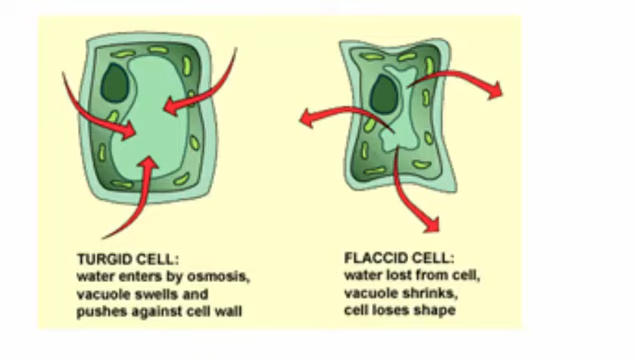 TURGID CELL:
water enters by osmosis,
vacuole swells and
pushes against cell wall
FLACCID CELL:
water lost from cell,
vacuole shrinks,
cell loses shape